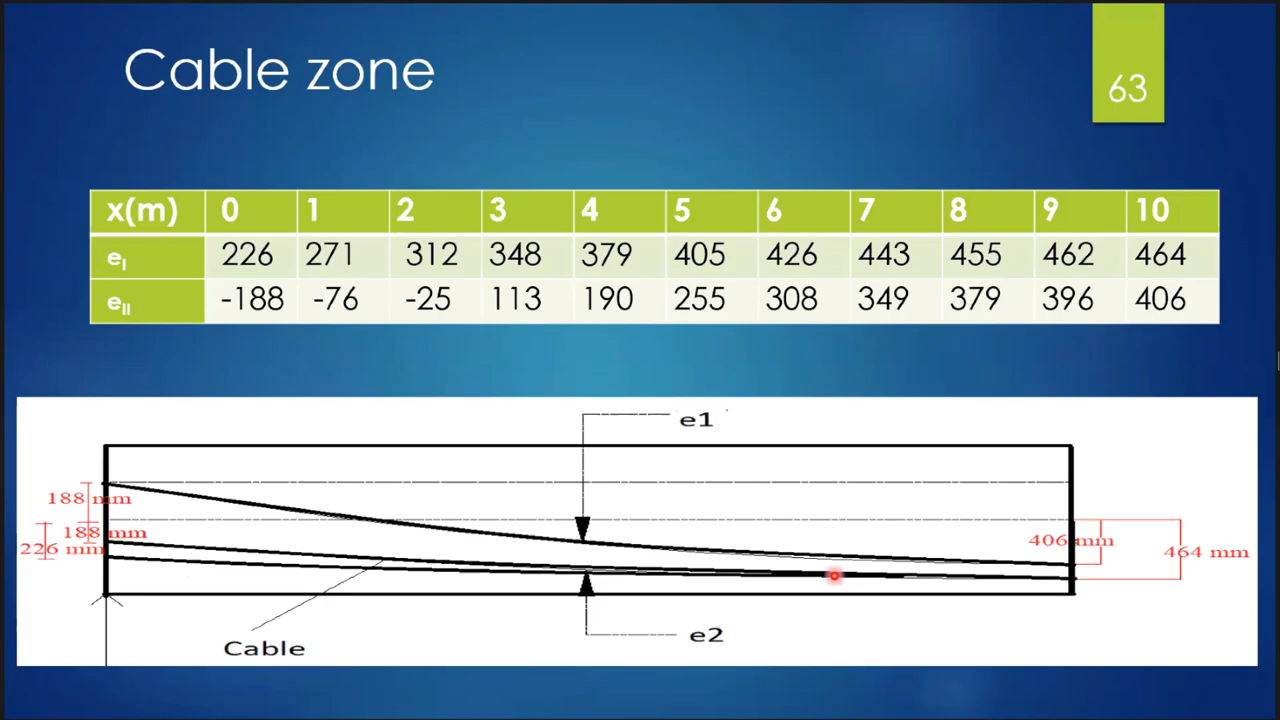 Cable zone
63
x(m) 0 1 2 3 4 5 6 7 8 9 10
eI 226 271 312 348 379 405 426 443 455 462 464
eII -188 -76 -25 113 190 255 308 349 379 396 406
e1
188 mm
188 mm
226 mm
406 mm
464 mm
e2
Cable